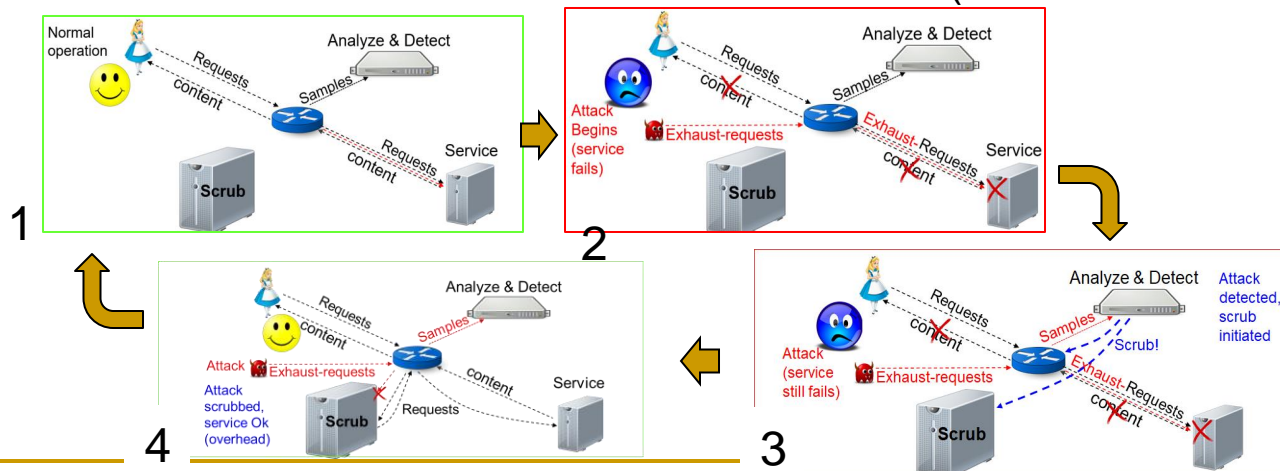 (
Normal
operation
Requests
content
Analyze & Detect
Samples
Requests
content
Service
Scrub
1
Requests
content
Analyze & Detect
Samples
Attack
Begins
(service
fails)
Exhaust-requests
Exhaust-Requests
content
Service
Scrub
2
Requests
content
Analyze & Detect
Samples
Attack
detected,
scrub
initiated
Scrub!
Attack
(service
still fails)
Exhaust-requests
Exhaust-Requests
content
Scrub
3
Requests
content
Analyze & Detect
Samples
Attack
Exhaust-requests
Attack
scrubbed,
service Ok
(overhead)
Scrub
Requests
content
Service
4